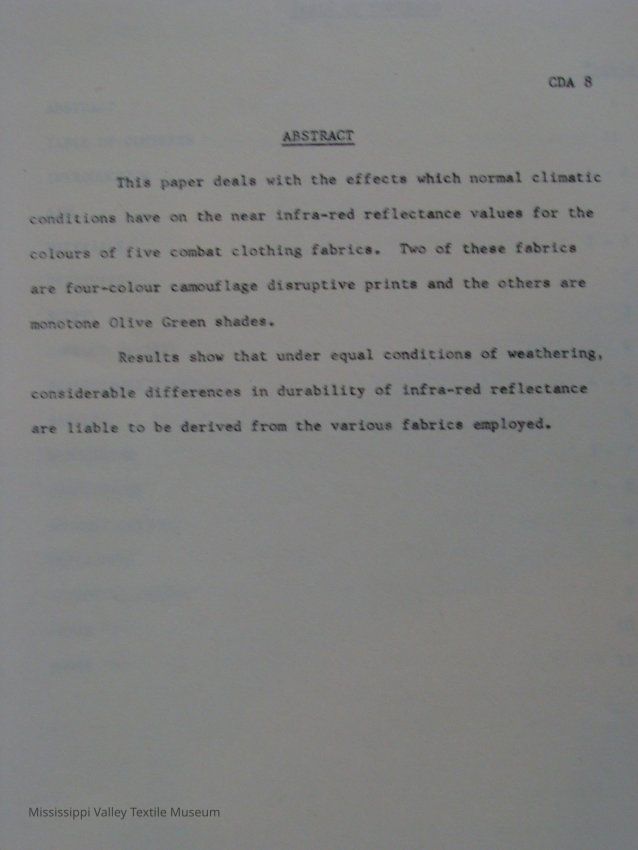 CDA 8
ABSTRACT
This paper deals with the effects which normal climatic
conditions have on the near infra-red reflectance values for the
colours of five combat clothing fabrics. Two of these fabrics
are four-colour camouflage disruptive prints and the others are
monotone Olive Green shades.
Results show that under equal conditions of weathering,
considerable differences in durability of infra-red reflectance
are liable to be derived from the various fabrics employed.
ABSTRACT
TABLE OF CONTENTS
Mississippi Valley Textile Museum